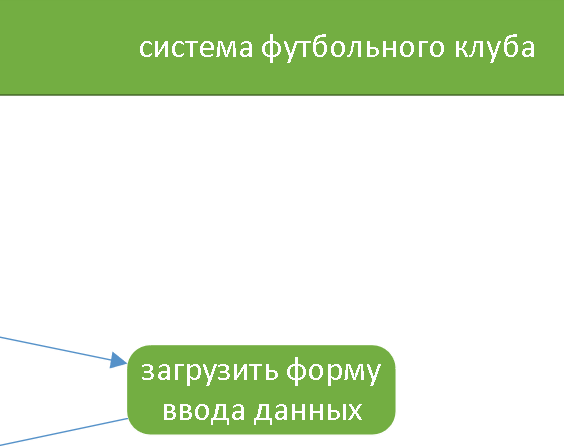 система футбольного клуба
загрузить форму
ввода данных